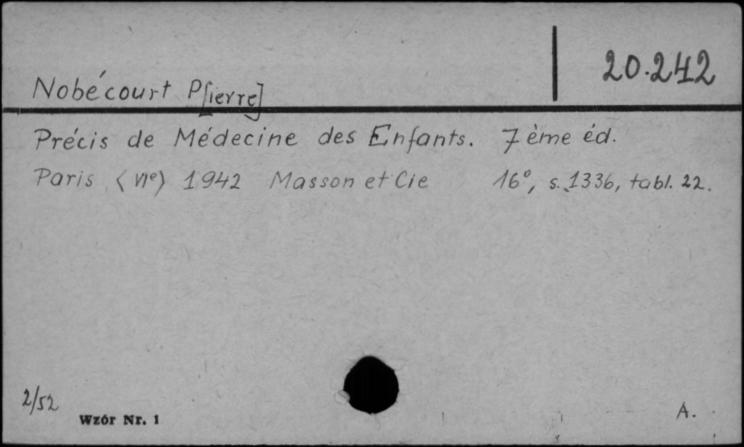 20.242
Nobécourt P[ierre]
Précis de Médecine des Enfants. 7ème éd.
Paris (VIe) 1942 Masson et Cie 16°, s. 1336, tabl. 22.
2/52
Wzór Nr. 1
A.